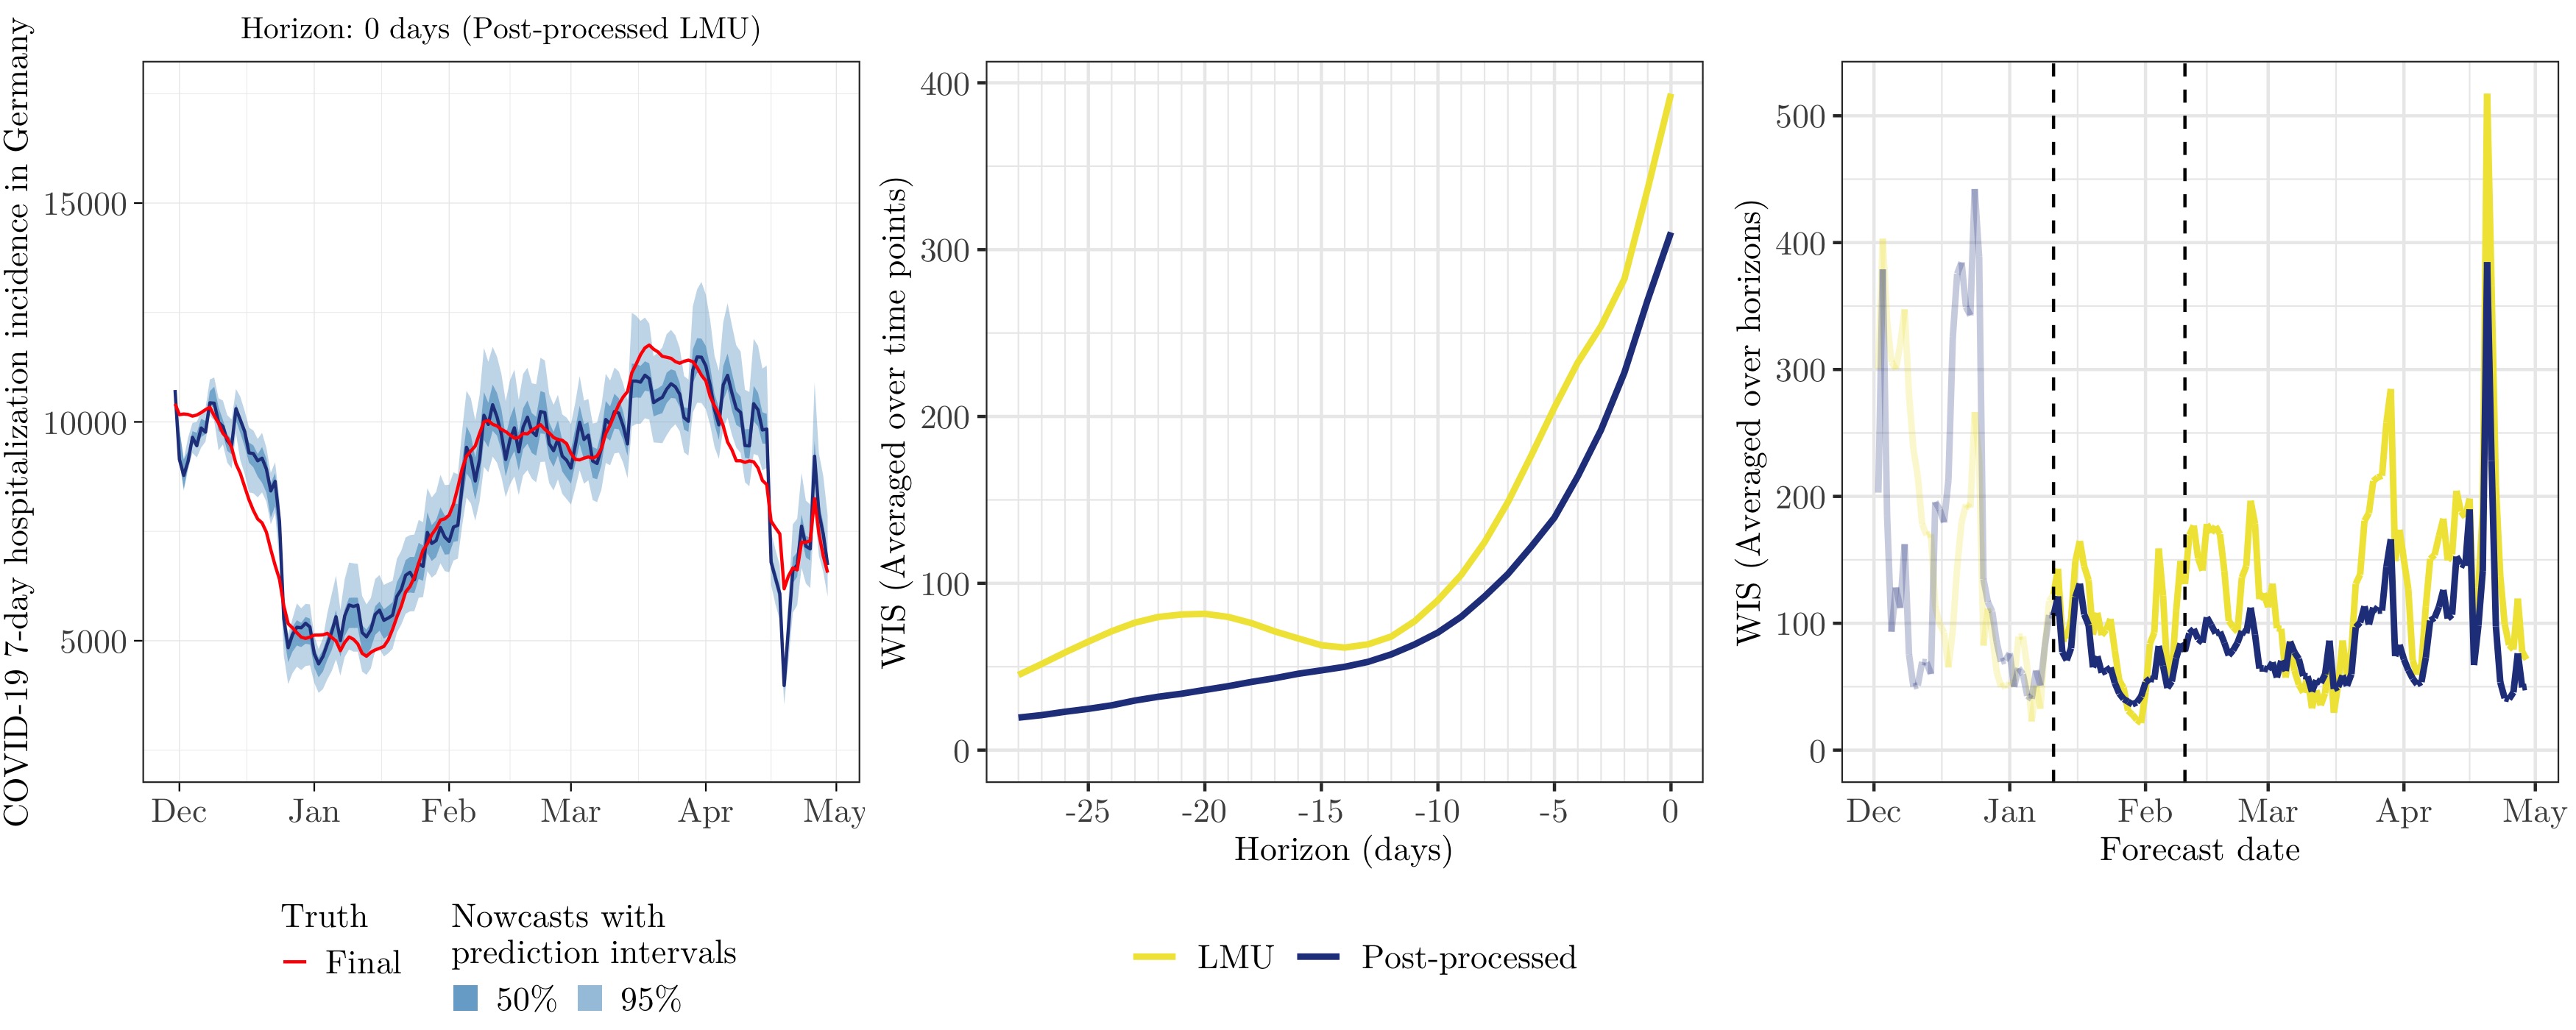 Horizon: 0 days (Post-processed LMU)
COVID-19 7-day hospitalization incidence in Germany
15000
10000
5000
Dec Jan Feb Mar Apr May
Truth
Final
Nowcasts with
prediction intervals
50% 95%
WIS (Averaged over time points)
400
300
200
100
0
-25 -20 -15 -10 -5 0
Horizon (days)
LMU Post-processed
WIS (Averaged over horizons)
500
400
300
200
100
0
Dec Jan Feb Mar Apr May
Forecast date